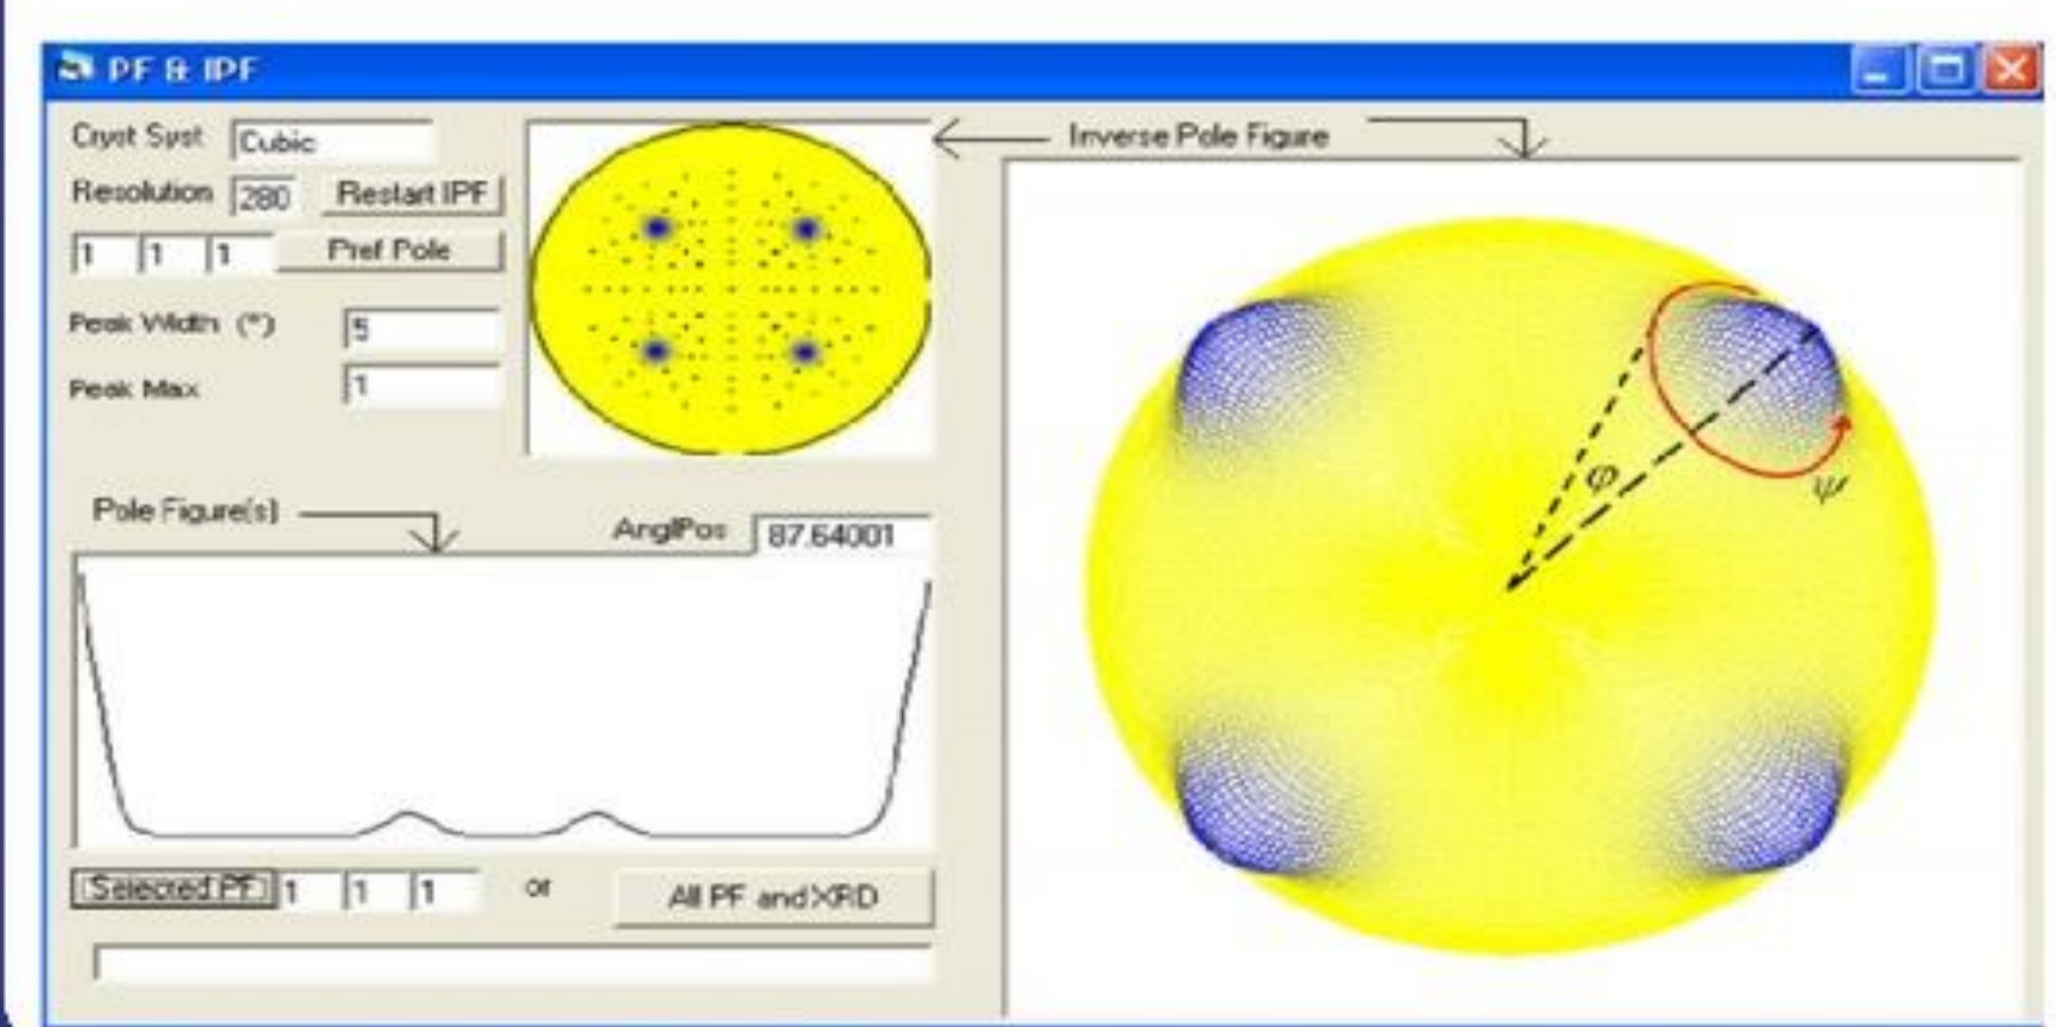 PF & IPF
Cryst Syst Cubic
Resolution 280 Restart IPF
1 1 1 Pref Pole
Peak Width (°) 5
Peak Max 1
Inverse Pole Figure
φ
ψ
Pole Figure(s)
AnglPos 87.64001
Selected PF 1 1 1 or All PF and XRD